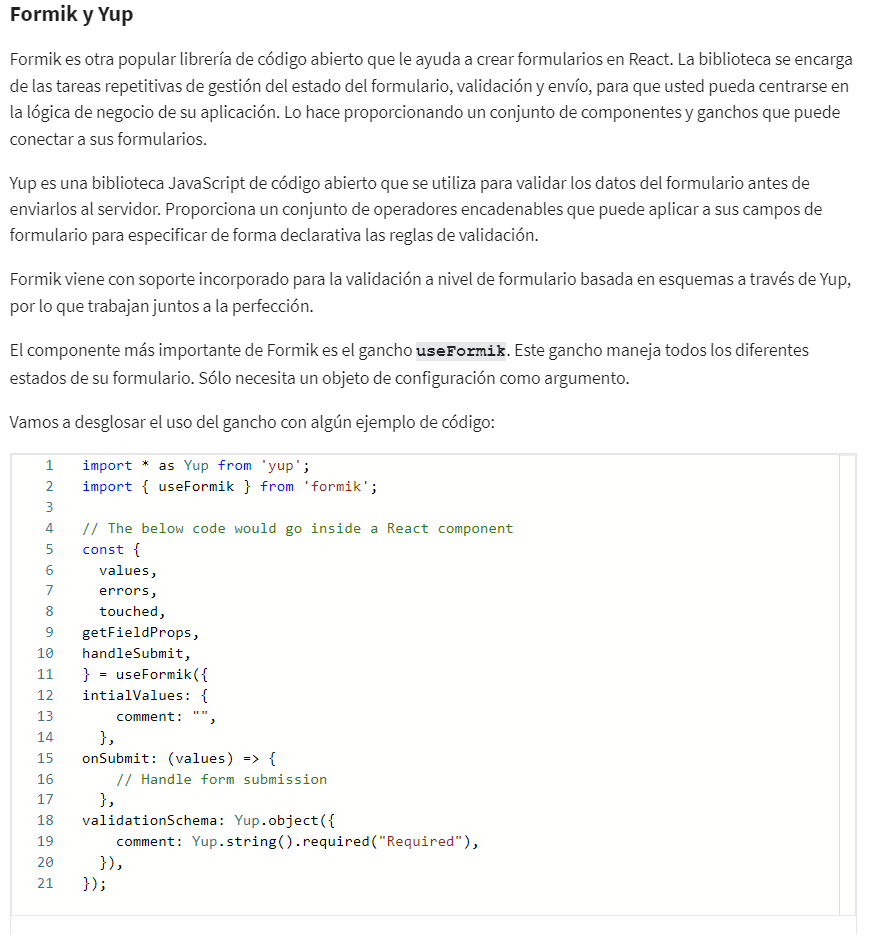 Formik y Yup
Formik es otra popular librería de código abierto que le ayuda a crear formularios en React. La biblioteca se encarga
de las tareas repetitivas de gestión del estado del formulario, validación y envío, para que usted pueda centrarse en
la lógica de negocio de su aplicación. Lo hace proporcionando un conjunto de componentes y ganchos que puede
conectar a sus formularios.
Yup es una biblioteca JavaScript de código abierto que se utiliza para validar los datos del formulario antes de
enviarlos al servidor. Proporciona un conjunto de operadores encadenables que puede aplicar a sus campos de
formulario para especificar de forma declarativa las reglas de validación.
Formik viene con soporte incorporado para la validación a nivel de formulario basada en esquemas a través de Yup,
por lo que trabajan juntos a la perfección.
El componente más importante de Formik es el gancho useFormik. Este gancho maneja todos los diferentes
estados de su formulario. Sólo necesita un objeto de configuración como argumento.
Vamos a desglosar el uso del gancho con algún ejemplo de código:
1 import * as Yup from 'yup';
2 import { useFormik } from 'formik';
3
4 // The below code would go inside a React component
5 const {
6   values,
7   errors,
8   touched,
9 getFieldProps,
10 handleSubmit,
11 } = useFormik({
12 intialValues: {
13     comment: "",
14   },
15 onSubmit: (values) => {
16     // Handle form submission
17   },
18 validationSchema: Yup.object({
19     comment: Yup.string().required("Required"),
20   }),
21 });